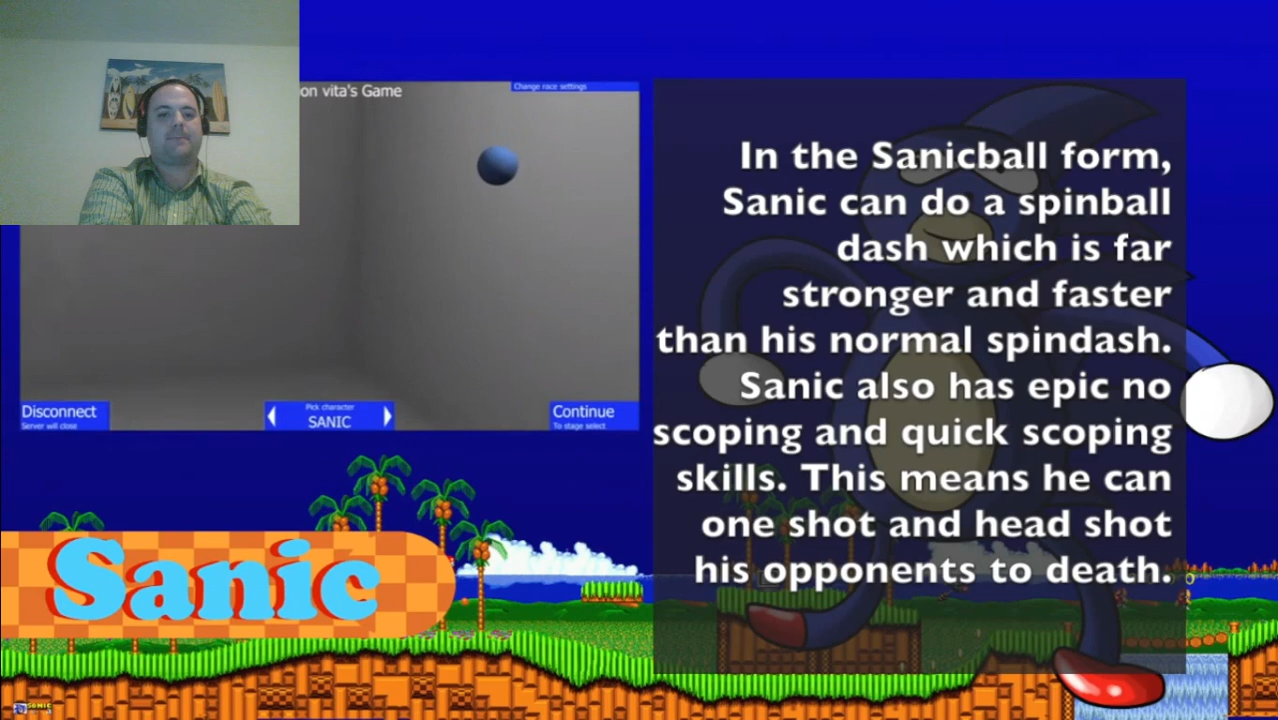 on vita's Game
Change race settings
Disconnect
Server will close
Pick character
SANIC
Continue
To stage select
In the Sanicball form,
Sanic can do a spinball
dash which is far
stronger and faster
than his normal spindash.
Sanic also has epic no
scoping and quick scoping
skills. This means he can
one shot and head shot
his opponents to death.
Sanic
SONIC